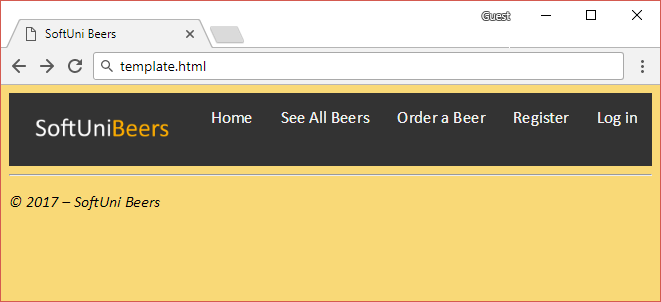 Guest
SoftUni Beers
template.html
SoftUniBeers Home See All Beers Order a Beer Register Log in
© 2017 – SoftUni Beers